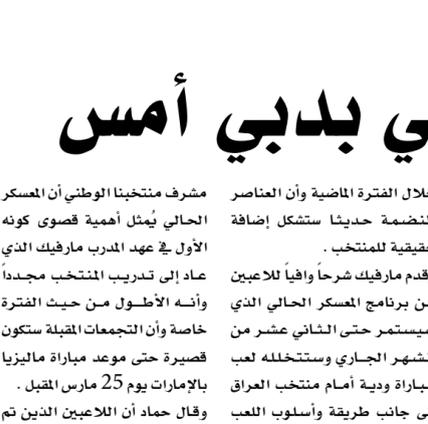 ي بدبي أمس
خلال الفترة الماضية وأن العناصر
المنضمة حديثا ستشكل إضافة
حقيقية للمنتخب .
وقدم مارفيك شرحاً وافياً للاعبين
عن برنامج المعسكر الحالي الذي
سيستمر حتى الثاني عشر من
الشهر الجاري وستتخلله لعب
مباراة ودية أمام منتخب العراق
إلى جانب طريقة وأسلوب اللعب
مشرف منتخبنا الوطني أن المعسكر
الحالي يُمثل أهمية قصوى كونه
الأول في عهد المدرب مارفيك الذي
عاد إلى تدريب المنتخب مجدداً
وأنه الأطول من حيث الفترة
خاصة وأن التجمعات المقبلة ستكون
قصيرة حتى موعد مباراة ماليزيا
بالإمارات يوم 25 مارس المقبل .
وقال حماد أن اللاعبين الذين تم